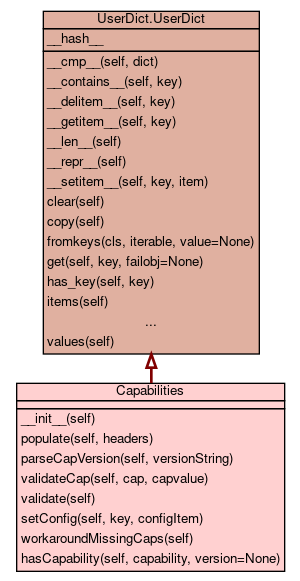 UserDict.UserDict
__hash__
__cmp__(self, dict)
__contains__(self, key)
__delitem__(self, key)
__getitem__(self, key)
__len__(self)
__repr__(self)
__setitem__(self, key, item)
clear(self)
copy(self)
fromkeys(cls, iterable, value=None)
get(self, key, failobj=None)
has_key(self, key)
items(self)
...
values(self)
Capabilities
__init__(self)
populate(self, headers)
parseCapVersion(self, versionString)
validateCap(self, cap, capvalue)
validate(self)
setConfig(self, key, configItem)
workaroundMissingCaps(self)
hasCapability(self, capability, version=None)